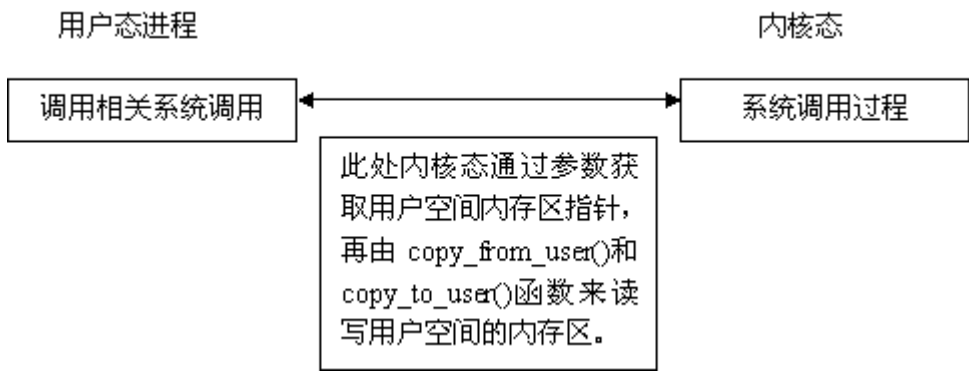 用户态进程
内核态
调用相关系统调用
系统调用过程
此处内核态通过参数获
取用户空间内存区指针，
再由 copy_from_user()和
copy_to_user()函数来读
写用户空间的内存区。